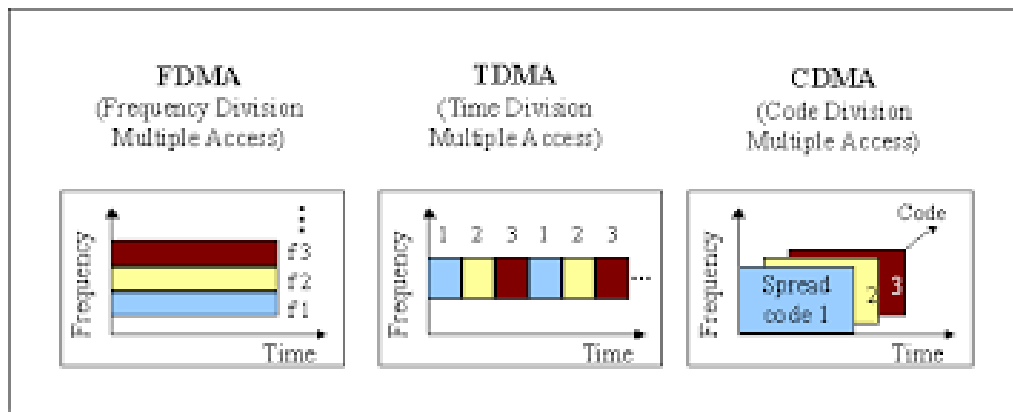 FDMA
(Frequency Division
Multiple Access)
TDMA
(Time Division
Multiple Access)
CDMA
(Code Division
Multiple Access)
Frequency
f3
f2
f1
Time
Frequency
1 2 3 1 2 3
...
Time
Frequency
Code
Spread
code 1
2
3
Time